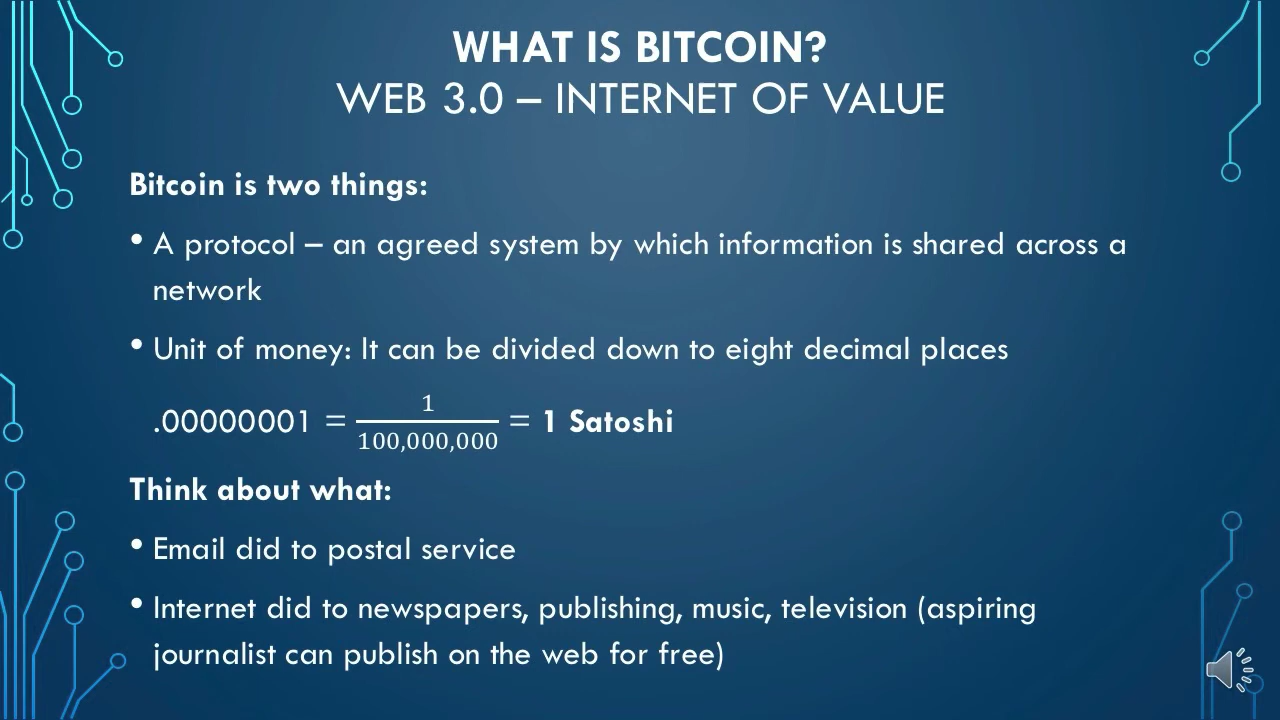 WHAT IS BITCOIN?
WEB 3.0 – INTERNET OF VALUE
Bitcoin is two things:
• A protocol – an agreed system by which information is shared across a
network
• Unit of money: It can be divided down to eight decimal places
.00000001 = 1/100,000,000 = 1 Satoshi
Think about what:
• Email did to postal service
• Internet did to newspapers, publishing, music, television (aspiring
journalist can publish on the web for free)